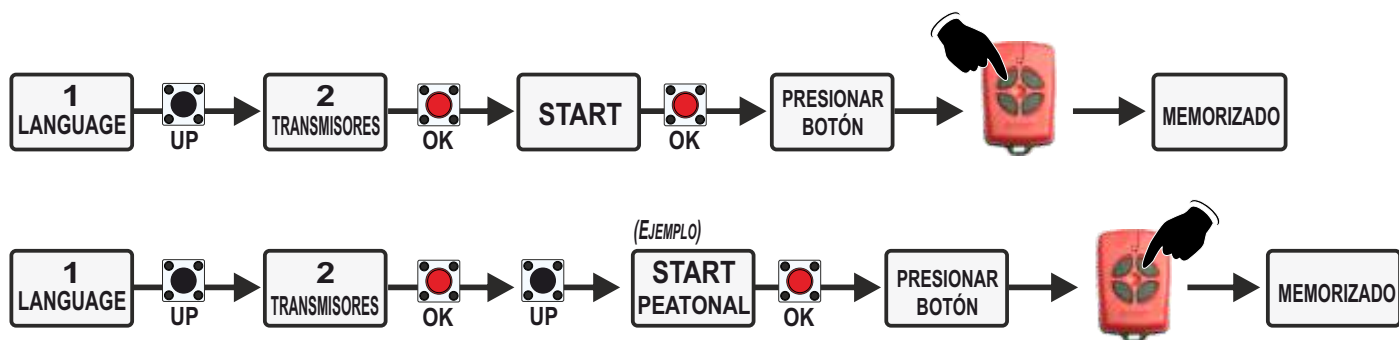 1
LANGUAGE
UP
2
TRANSMISORES
OK
START
OK
PRESIONAR
BOTÓN
MEMORIZADO
1
LANGUAGE
UP
2
TRANSMISORES
OK
UP
(EJEMPLO)
START
PEATONAL
OK
PRESIONAR
BOTÓN
MEMORIZADO